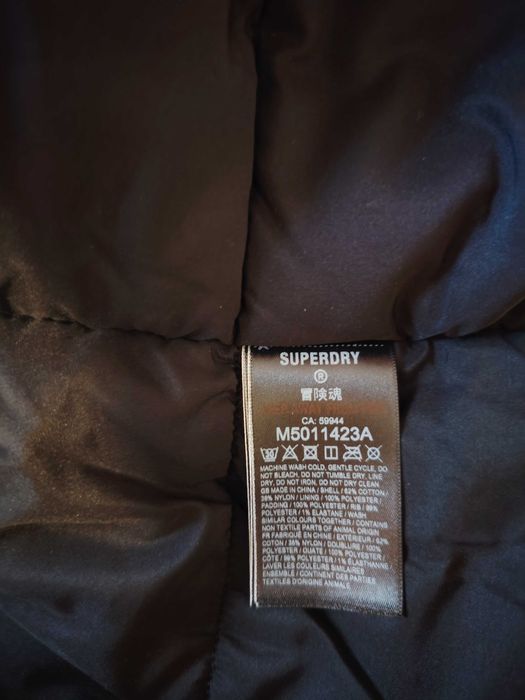 SUPERDRY
®
冒険魂
CA: 59944
M5011423A
MACHINE WASH COLD, GENTLE CYCLE, DO
NOT BLEACH, DO NOT TUMBLE DRY, LINE
DRY, DO NOT IRON, DO NOT DRY CLEAN
GB MADE IN CHINA / SHELL / 62% COTTON,
38% NYLON / LINING / 100% POLYESTER /
PADDING / 100% POLYESTER / RIB / 99%
POLYESTER / 1% ELASTANE / WASH
SIMILAR COLOURS TOGETHER / CONTAINS
NON TEXTILE PARTS OF ANIMAL ORIGIN
FR FABRIQUÉ EN CHINA / EXTÉRIEUR / 62%
COTON / 38% NYLON / DOUBLURE / 100%
POLYESTER / OUATE / 100% POLYESTER /
CÔTE / 99% POLYESTER / 1% ÉLASTHANNE /
LAVER LES COULEURS SIMILAIRES
ENSEMBLE / CONTIENT DES PARTIES
TEXTILES D'ORIGINE ANIMALES